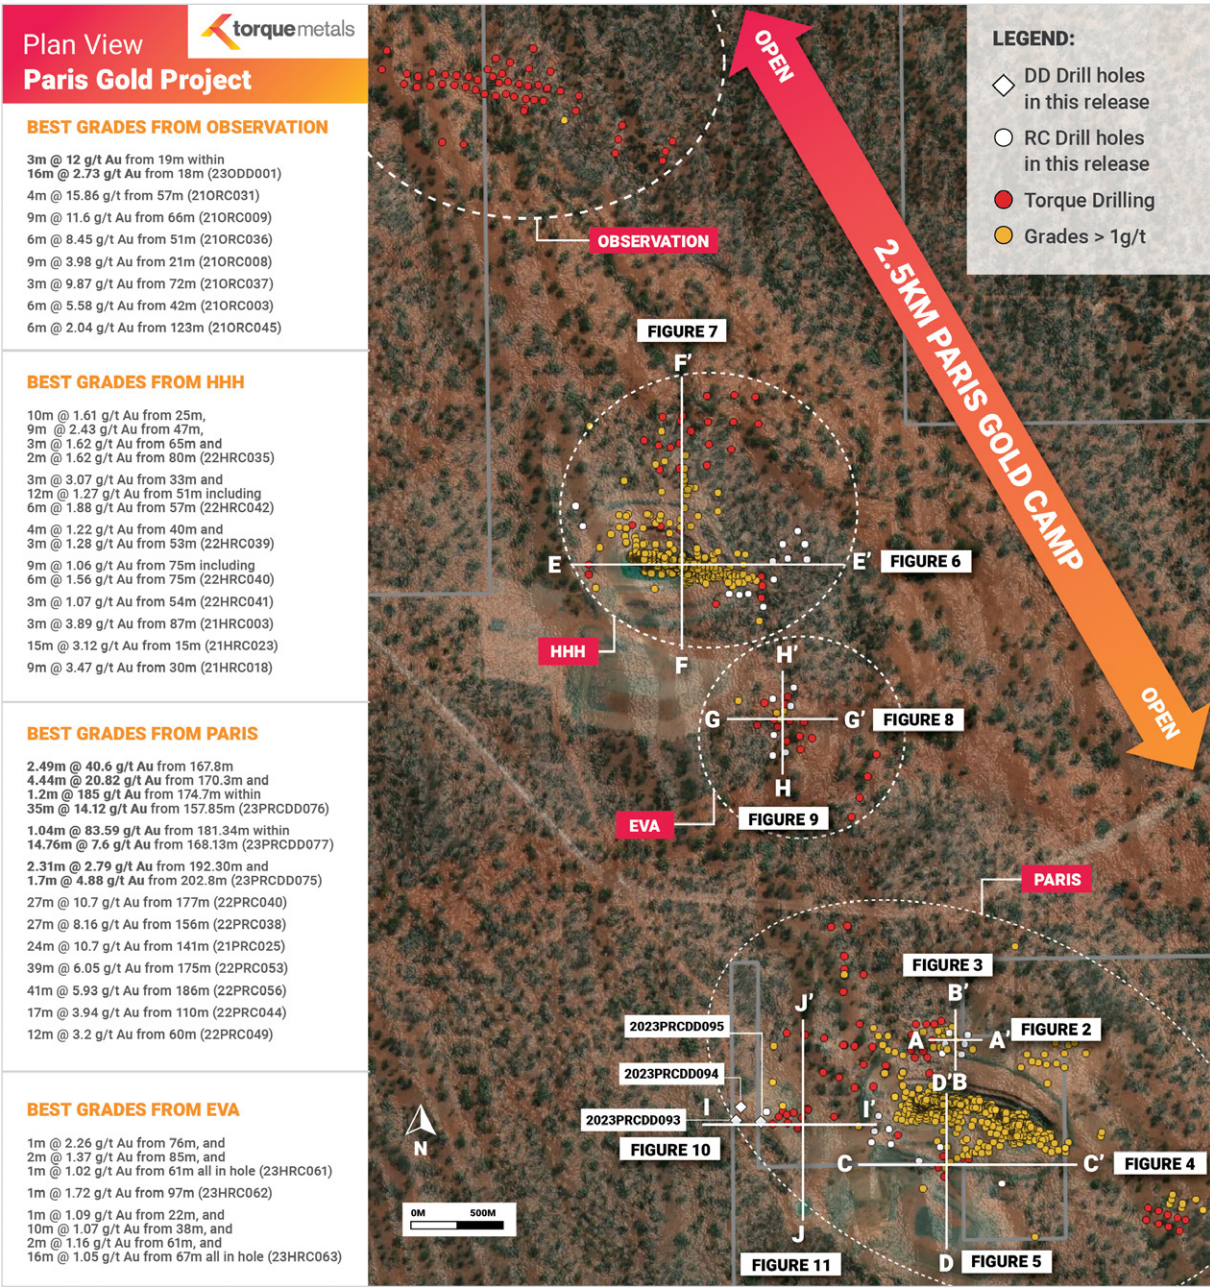 Plan View
Paris Gold Project
torquemetals
BEST GRADES FROM OBSERVATION
3m @ 12 g/t Au from 19m within
16m @ 2.73 g/t Au from 18m (23ODD001)
4m @ 15.86 g/t from 57m (21ORC031)
9m @ 11.6 g/t Au from 66m (21ORC009)
6m @ 8.45 g/t Au from 51m (21ORC036)
9m @ 3.98 g/t Au from 21m (21ORC008)
3m @ 9.87 g/t Au from 72m (21ORC037)
6m @ 5.58 g/t Au from 42m (21ORC003)
6m @ 2.04 g/t Au from 123m (21ORC045)
BEST GRADES FROM HHH
10m @ 1.61 g/t Au from 25m,
9m @ 2.43 g/t Au from 47m,
3m @ 1.62 g/t Au from 65m and
2m @ 1.62 g/t Au from 80m (22HRC035)
3m @ 3.07 g/t Au from 33m and
12m @ 1.27 g/t Au from 51m including
6m @ 1.88 g/t Au from 57m (22HRC042)
4m @ 1.22 g/t Au from 40m and
3m @ 1.28 g/t Au from 53m (22HRC039)
9m @ 1.06 g/t Au from 75m including
6m @ 1.56 g/t Au from 75m (22HRC040)
3m @ 1.07 g/t Au from 54m (22HRC041)
3m @ 3.89 g/t Au from 87m (21HRC003)
15m @ 3.12 g/t Au from 15m (21HRC023)
9m @ 3.47 g/t Au from 30m (21HRC018)
BEST GRADES FROM PARIS
2.49m @ 40.6 g/t Au from 167.8m
4.44m @ 20.82 g/t Au from 170.3m and
1.2m @ 185 g/t Au from 174.7m within
35m @ 14.12 g/t Au from 157.85m (23PRCDD076)
1.04m @ 83.59 g/t Au from 181.34m within
14.76m @ 7.6 g/t Au from 168.13m (23PRCDD077)
2.31m @ 2.79 g/t Au from 192.30m and
1.7m @ 4.88 g/t Au from 202.8m (23PRCDD075)
27m @ 10.7 g/t Au from 177m (22PRC040)
27m @ 8.16 g/t Au from 156m (22PRC038)
24m @ 10.7 g/t Au from 141m (21PRC025)
39m @ 6.05 g/t Au from 175m (22PRC053)
41m @ 5.93 g/t Au from 186m (22PRC056)
17m @ 3.94 g/t Au from 110m (22PRC044)
12m @ 3.2 g/t Au from 60m (22PRC049)
BEST GRADES FROM EVA
1m @ 2.26 g/t Au from 76m, and
2m @ 1.37 g/t Au from 85m, and
1m @ 1.02 g/t Au from 61m all in hole (23HRC061)
1m @ 1.72 g/t Au from 97m (23HRC062)
1m @ 1.09 g/t Au from 22m, and
10m @ 1.07 g/t Au from 38m, and
2m @ 1.16 g/t Au from 61m, and
16m @ 1.05 g/t Au from 67m all in hole (23HRC063)
LEGEND:
DD Drill holes
in this release
RC Drill holes
in this release
Torque Drilling
Grades > 1g/t
OPEN
2.5KM PARIS GOLD CAMP
OPEN
OBSERVATION
FIGURE 7
F'
E
E'
FIGURE 6
HHH
F
H'
G
G'
FIGURE 8
H
EVA
FIGURE 9
PARIS
FIGURE 3
J'
B'
2023PRCDD095
A
A'
FIGURE 2
2023PRCDD094
D'
B
2023PRCDD093
I
I'
FIGURE 10
C
C'
FIGURE 4
N
0M
500M
J
FIGURE 11
D
FIGURE 5